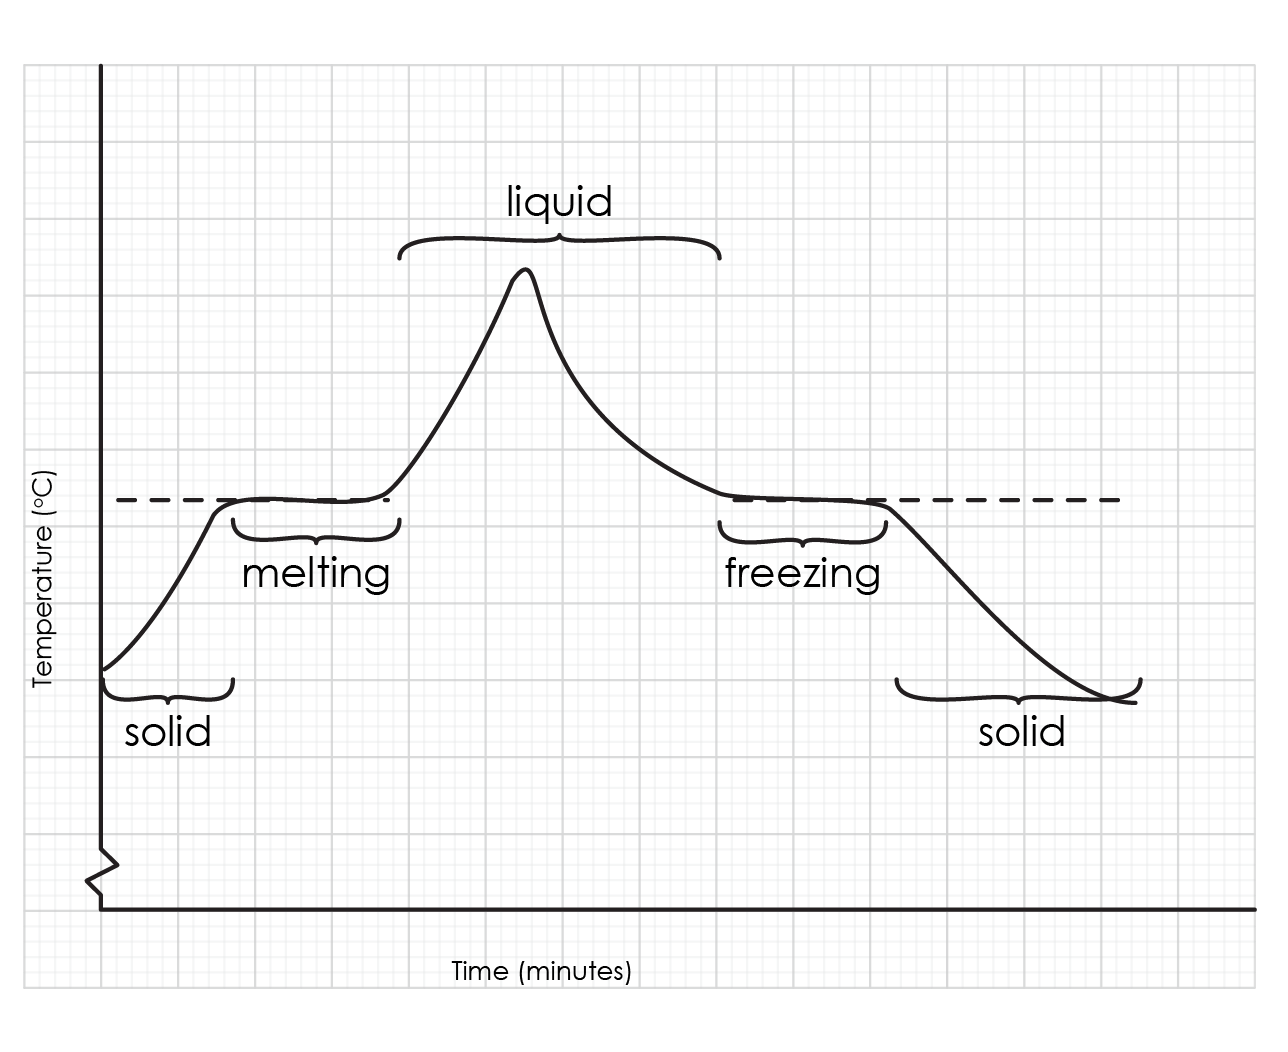 liquid
Temperature (°C)
melting
freezing
solid
solid
Time (minutes)